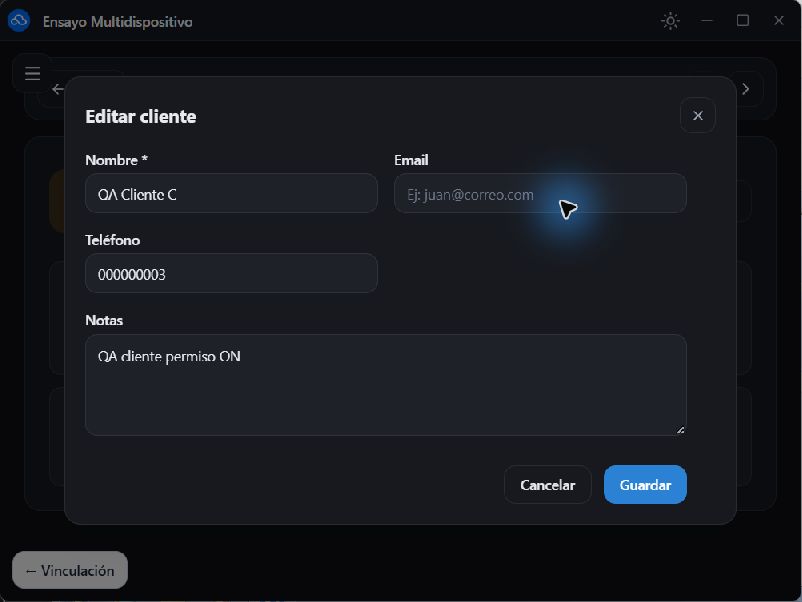 Ensayo Multidispositivo
Editar cliente
Nombre *
Email
QA Cliente C
Ej: juan@correo.com
Teléfono
000000003
Notas
QA cliente permiso ON
Cancelar
Guardar
← Vinculación